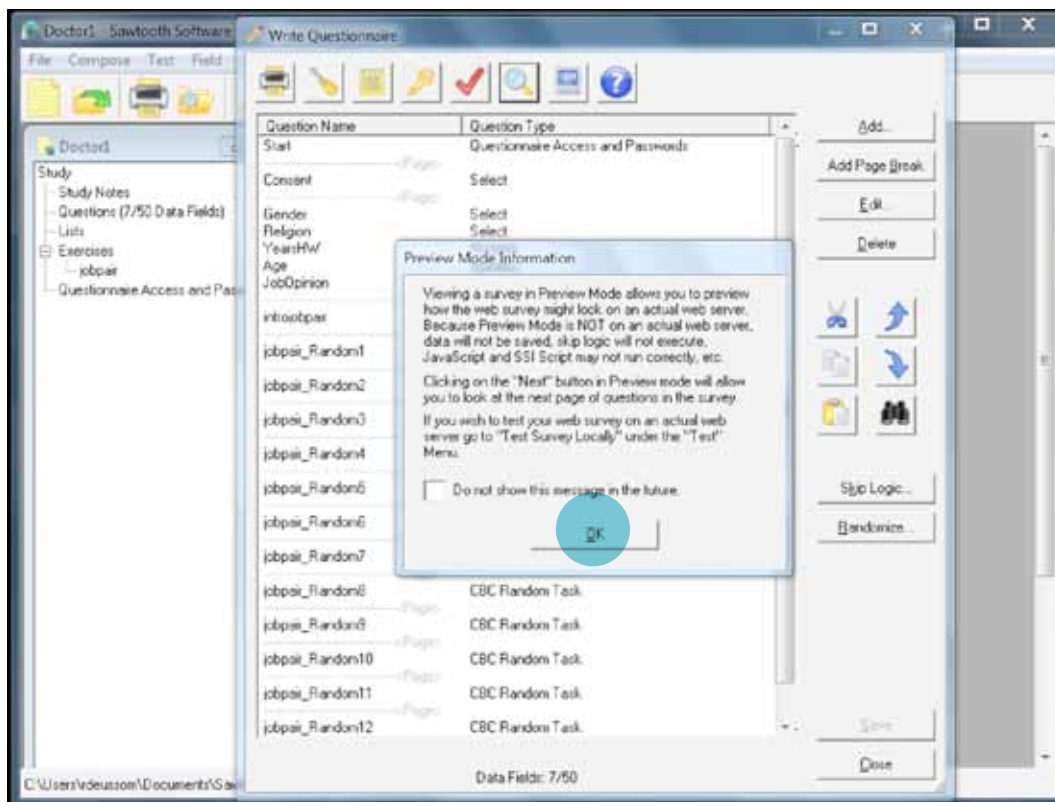 Doctor1 - Sawtooth Software
Write Questionnaire
File Compose Test Field
Question Name Question Type
Add...
Doctor1
Start Questionnaire Access and Passwords
<Page>
Add Page Break
Study
Consent Select
<Page>
Study Notes
Edit...
Questions (7/50 Data Fields)
Gender Select
Lists
Religion Select
Exercises
YearsHW
Delete
jobpair
Age
Questionnaire Access and Pas
JobOpinion
introjobpair
jobpair_Random1
jobpair_Random2
jobpair_Random3
jobpair_Random4
jobpair_Random5
jobpair_Random6
jobpair_Random7
Preview Mode Information
Viewing a survey in Preview Mode allows you to preview
how the web survey might look on an actual web server.
Because Preview Mode is NOT on an actual web server,
data will not be saved, skip logic will not execute,
JavaScript and SSI Script may not run correctly, etc.
Clicking on the "Next" button in Preview mode will allow
you to look at the next page of questions in the survey.
If you wish to test your web survey on an actual web
server go to "Test Survey Locally" under the "Test"
Menu.
Do not show this message in the future.
OK
Skip Logic...
Randomize...
jobpair_Random8 CBC Random Task
<Page>
jobpair_Random9 CBC Random Task
<Page>
jobpair_Random10 CBC Random Task
<Page>
jobpair_Random11 CBC Random Task
<Page>
jobpair_Random12 CBC Random Task
Save
Close
Data Fields: 7/50
C:\Users\rdeussom\Documents\Saw